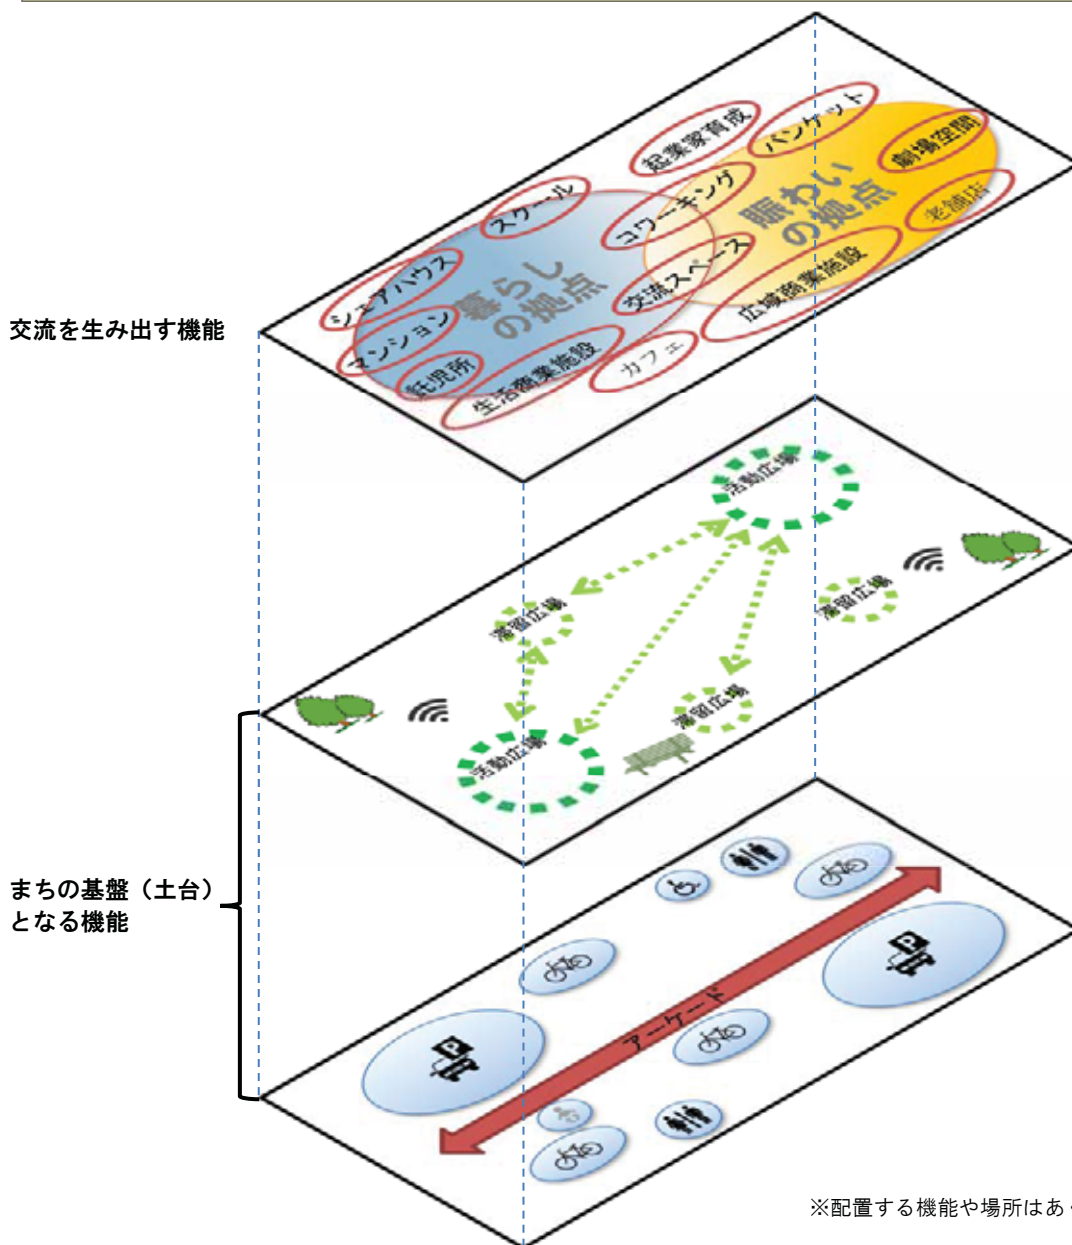 起業家育成
バンケット
劇場空間
スクール
コワーキング
賑わい
の拠点
老舗店
シェアハウス
暮らし
の拠点
交流スペース
広域商業施設
交流を生み出す機能
マンション
託児所
生活商業施設
カフェ
活動広場
滞留広場
滞留広場
滞留広場
活動広場
まちの基盤（土台）
となる機能
アーケード
P
P
※配置する機能や場所はあ